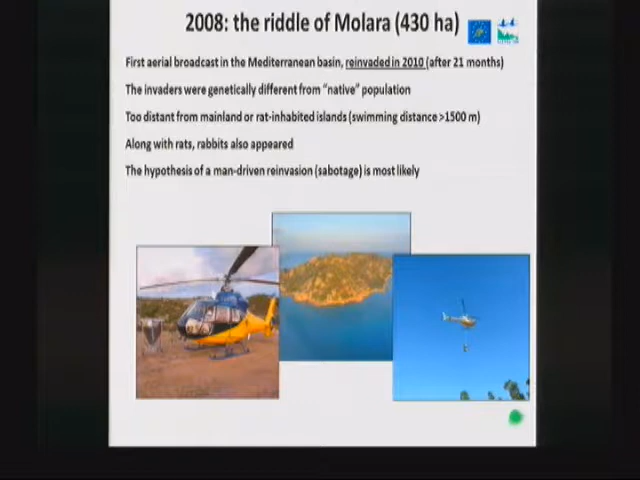 2008: the riddle of Molara (430 ha)
First aerial broadcast in the Mediterranean basin, reinvaded in 2010 (after 21 months)
The invaders were genetically different from “native” population
Too distant from mainland or rat-inhabited islands (swimming distance >1500 m)
Along with rats, rabbits also appeared
The hypothesis of a man-driven reinvasion (sabotage) is most likely